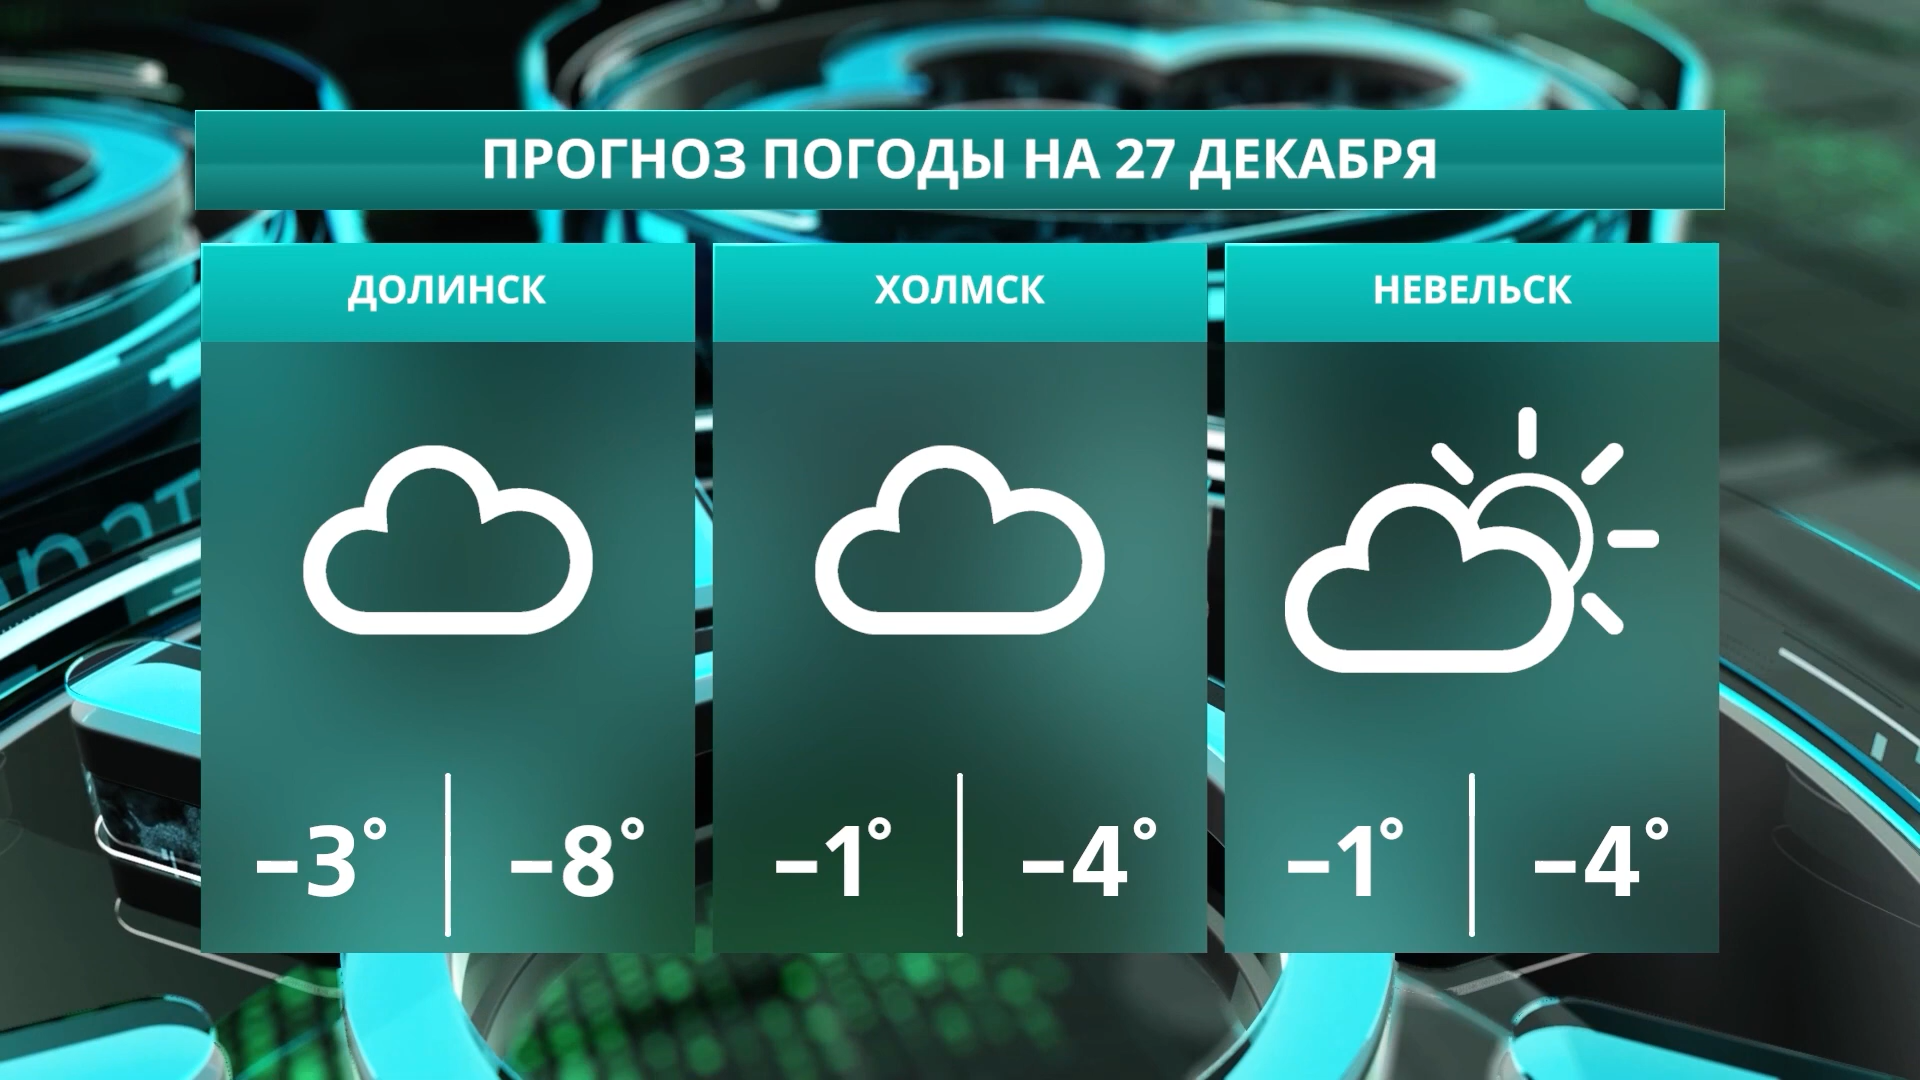 ПРОГНОЗ ПОГОДЫ НА 27 ДЕКАБРЯ
ДОЛИНСК
ХОЛМСК
НЕВЕЛЬСК
-3° -8°
-1° -4°
-1° -4°